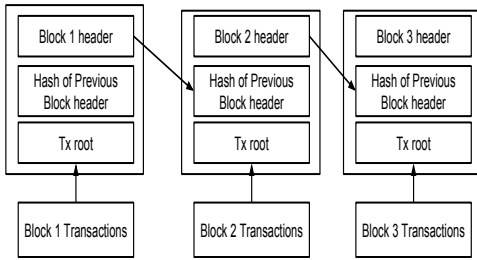 Block 1 header
Hash of Previous
Block header
Tx root
Block 1 Transactions
Block 2 header
Hash of Previous
Block header
Tx root
Block 2 Transactions
Block 3 header
Hash of Previous
Block header
Tx root
Block 3 Transactions